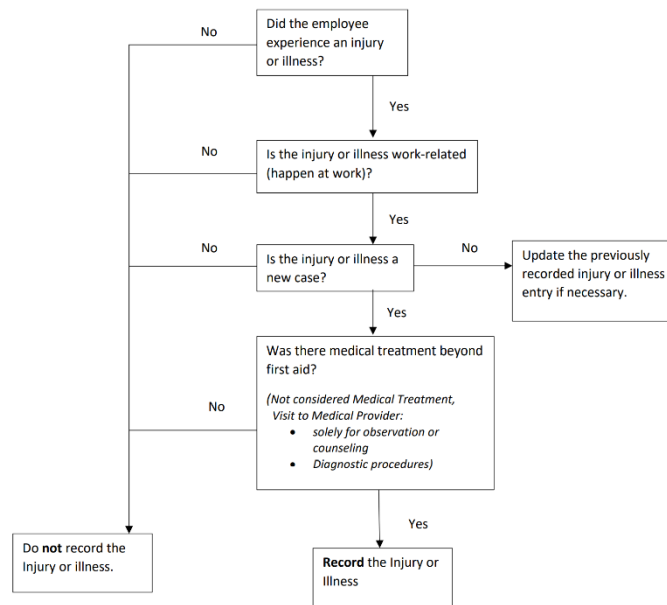 Did the employee
experience an injury
or illness?
No
Yes
Is the injury or illness work-related
(happen at work)?
No
Yes
Is the injury or illness a
new case?
No
No
Update the previously
recorded injury or illness
entry if necessary.
Yes
Was there medical treatment beyond
first aid?
(Not considered Medical Treatment,
Visit to Medical Provider:
• solely for observation or
counseling
• Diagnostic procedures)
No
Yes
Do not record the
Injury or illness.
Record the Injury or
Illness